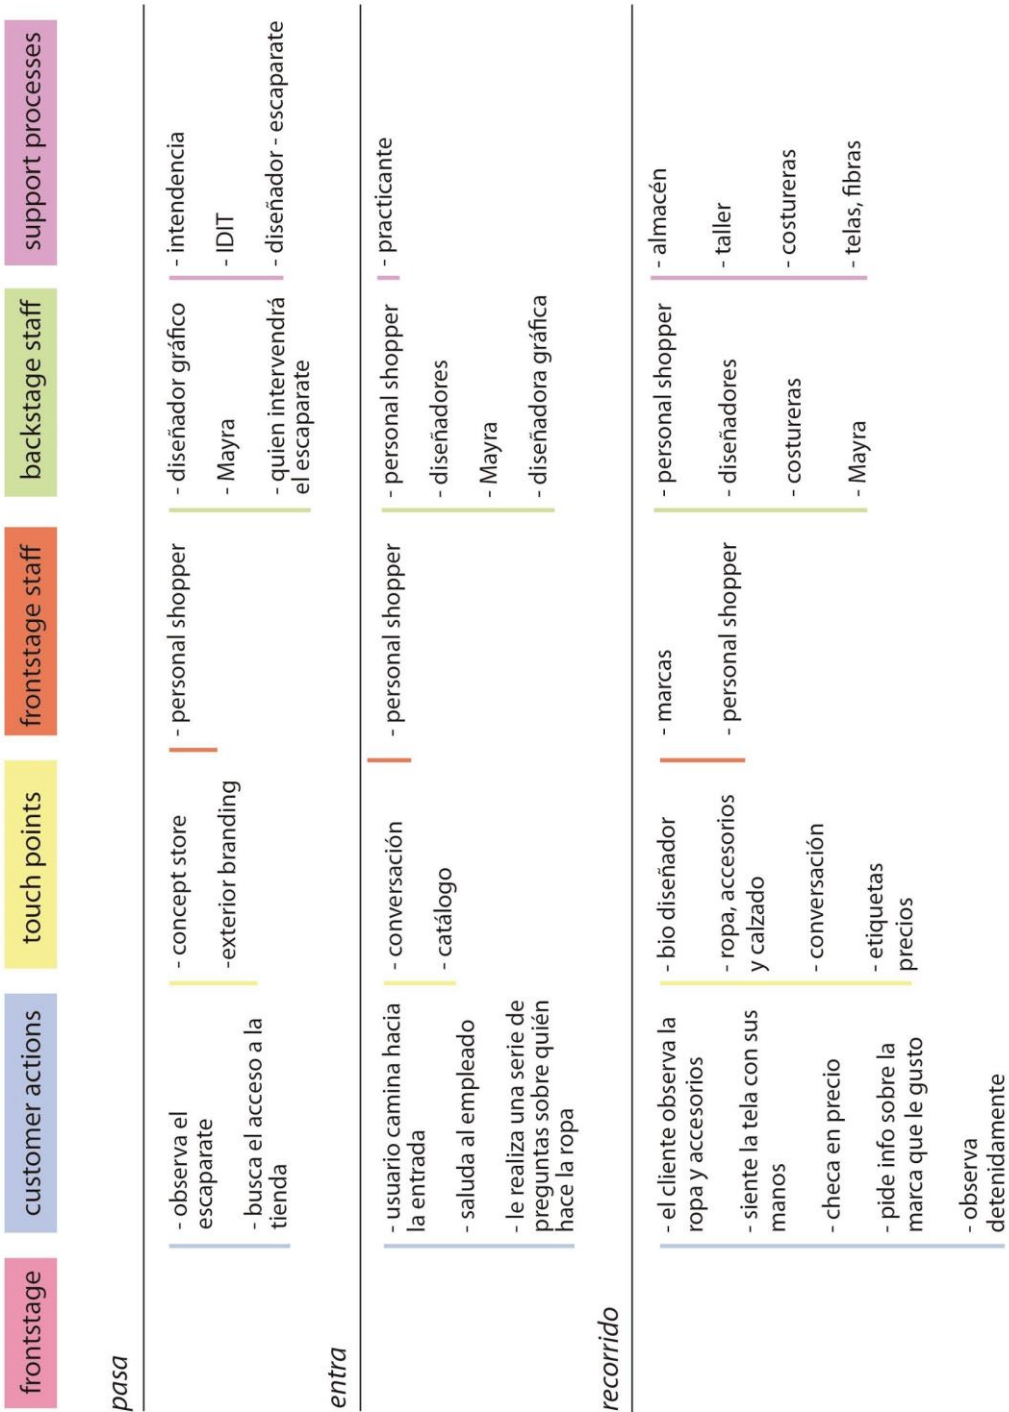 frontstage
customer actions
touch points
frontstage staff
backstage staff
support processes
pasa
- observa el
escaparate
- busca el acceso a la
tienda
- concept store
-exterior branding
- personal shopper
- diseñador gráfico
- Mayra
- quien intervendrá
el escaparate
- intendencia
- IDIT
- diseñador - escaparate
entra
- usuario camina hacia
la entrada
- saluda al empleado
- le realiza una serie de
preguntas sobre quién
hace la ropa
- conversación
- catálogo
- personal shopper
- personal shopper
- diseñadores
- Mayra
- diseñadora gráfica
- practicante
recorrido
- el cliente observa la
ropa y accesorios
- siente la tela con sus
manos
- checa en precio
- pide info sobre la
marca que le gusto
- observa
detenidamente
- bio diseñador
- ropa, accesorios
y calzado
- conversación
- etiquetas
precios
- marcas
- personal shopper
- personal shopper
- diseñadores
- costureras
- Mayra
- almacén
- taller
- costureras
- telas, fibras